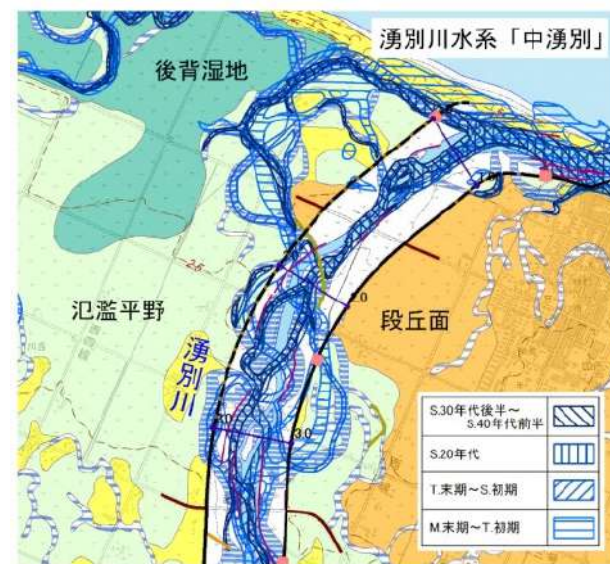 湧別川水系「中湧別」
後背湿地
氾濫平野
湧別川
段丘面
2.0
3.0
S.30年代後半～
S.40年代前半
S.20年代
T.末期～S.初期
M.末期～T.初期